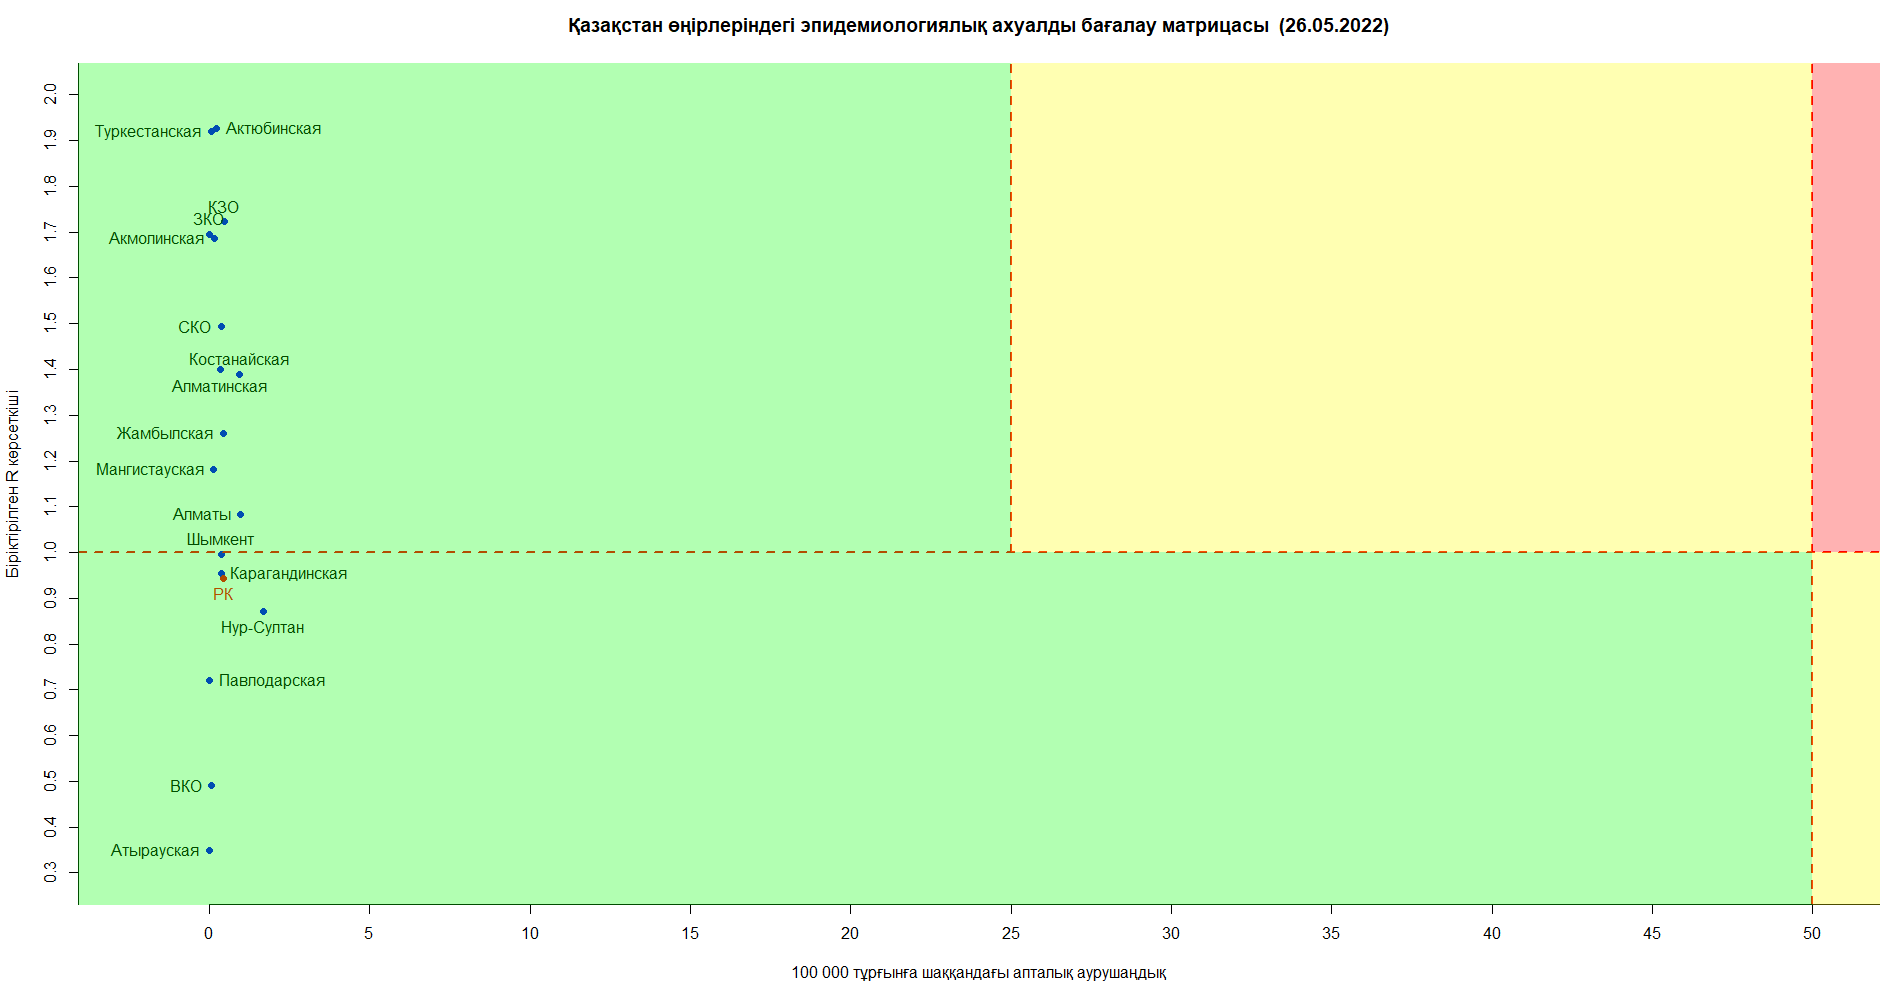 Қазақстан өңірлеріндегі эпидемиологиялық ахуалды бағалау матрицасы (26.05.2022)
Біріктірілген R көрсеткіші
2.0
1.9
1.8
1.7
1.6
1.5
1.4
1.3
1.2
1.1
1.0
0.9
0.8
0.7
0.6
0.5
0.4
0.3
Туркестанская
Актюбинская
КЗО
ЗКО
Акмолинская
СКО
Костанайская
Алматинская
Жамбылская
Мангистауская
Алматы
Шымкент
Карагандинская
РК
Нур-Султан
Павлодарская
ВКО
Атырауская
0 5 10 15 20 25 30 35 40 45 50
100 000 тұрғынға шаққандағы апталық аурушаңдық